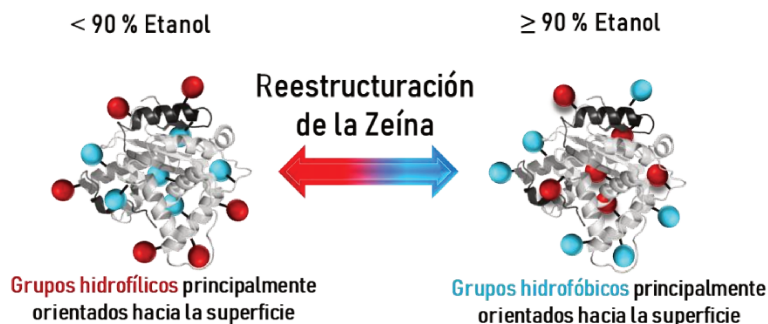 < 90 % Etanol
≥ 90 % Etanol
Reestructuración
de la Zeína
Grupos hidrofílicos principalmente
orientados hacia la superficie
Grupos hidrofóbicos principalmente
orientados hacia la superficie